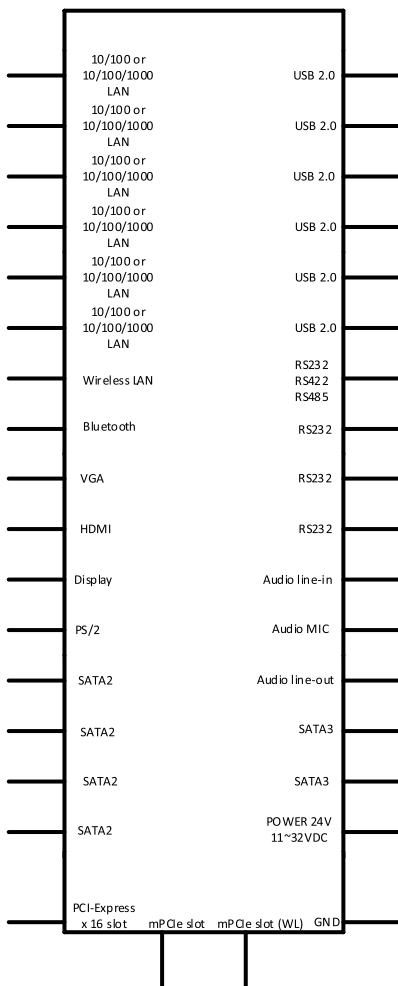 10/100 or
10/100/1000
LAN
10/100 or
10/100/1000
LAN
10/100 or
10/100/1000
LAN
10/100 or
10/100/1000
LAN
10/100 or
10/100/1000
LAN
10/100 or
10/100/1000
LAN
Wireless LAN
Bluetooth
VGA
HDMI
Display
PS/2
SATA2
SATA2
SATA2
SATA2
PCI-Express
x 16 slot
mPCIe slot
mPCIe slot (WL)
USB 2.0
USB 2.0
USB 2.0
USB 2.0
USB 2.0
USB 2.0
RS232
RS422
RS485
RS232
RS232
RS232
Audio line-in
Audio MIC
Audio line-out
SATA3
SATA3
POWER 24V
11~32VDC
GND